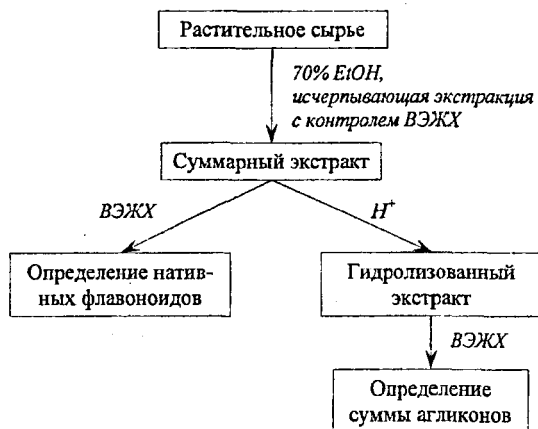 Растительное сырье
70% EtOH,
исчерпывающая экстракция
с контролем ВЭЖХ
Суммарный экстракт
ВЭЖХ
H⁺
Определение натив-
ных флавоноидов
Гидролизованный
экстракт
ВЭЖХ
Определение
суммы агликонов